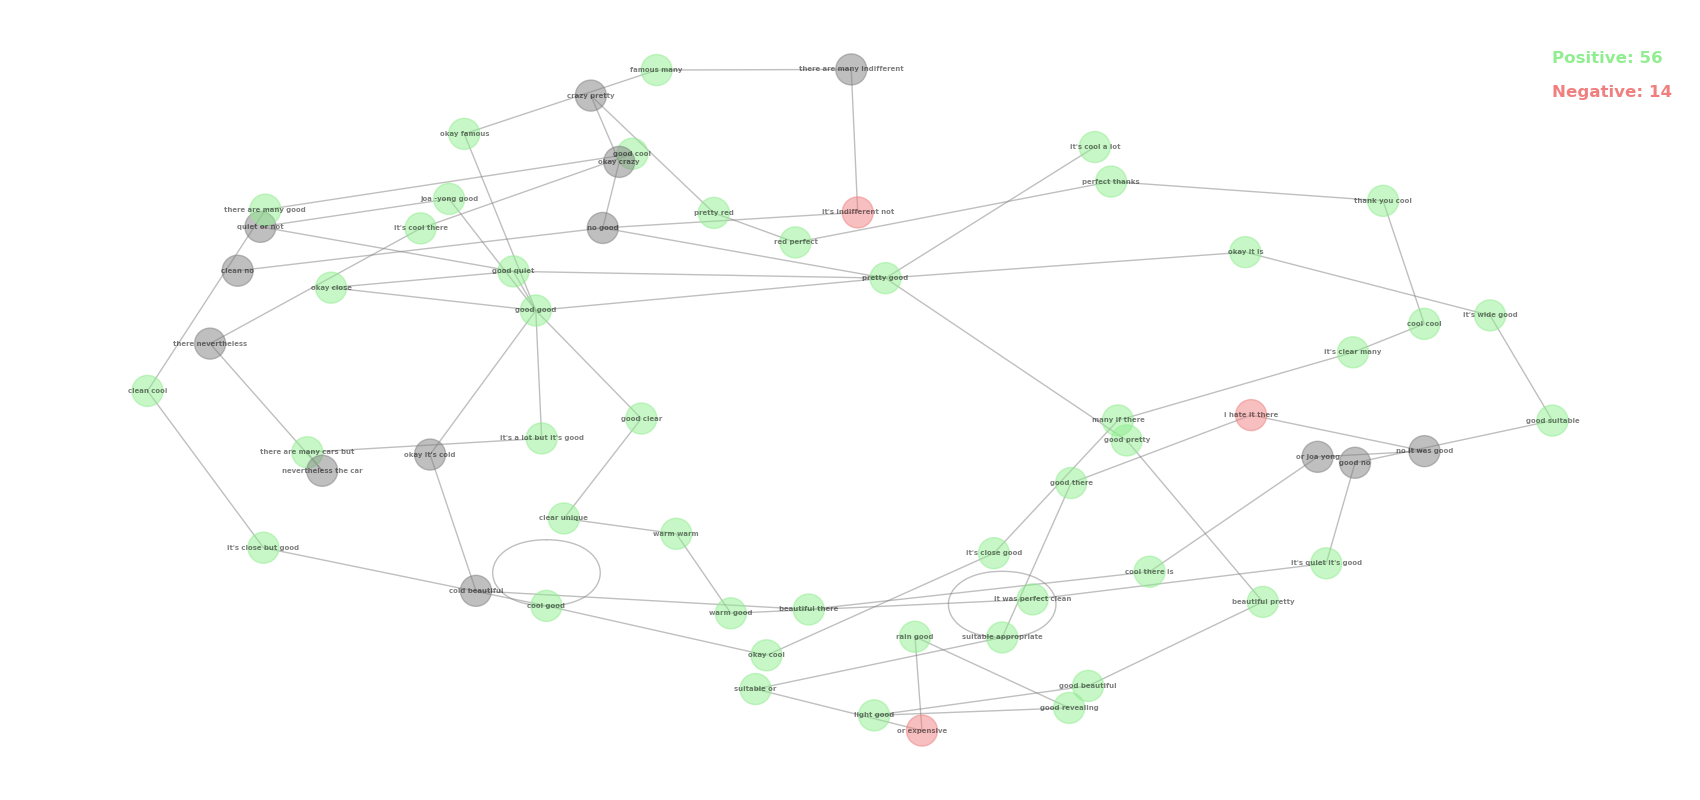 Positive: 56
famous many
there are many indifferent
Negative: 14
crazy pretty
okay famous
it's cool a lot
good cool
okay crazy
perfect thanks
joa -yong good
thank you cool
there are many good
pretty red
it's indifferent not
quiet or not
it's cool there
no good
red perfect
okay it is
clean no
good quiet
pretty good
okay close
good good
it's wide good
cool cool
there nevertheless
it's clear many
clean cool
I hate it there
good clear
many if there
good suitable
it's a lot but it's good
good pretty
there are many cars but
okay it's cold
no it was good
or joa yong
good no
nevertheless the car
good there
clear unique
warm warm
it's close but good
it's close good
it's quiet it's good
cool there is
cold beautiful
it was perfect clean
beautiful pretty
cool good
beautiful there
warm good
rain good
suitable appropriate
okay cool
good beautiful
suitable or
good revealing
light good
or expensive